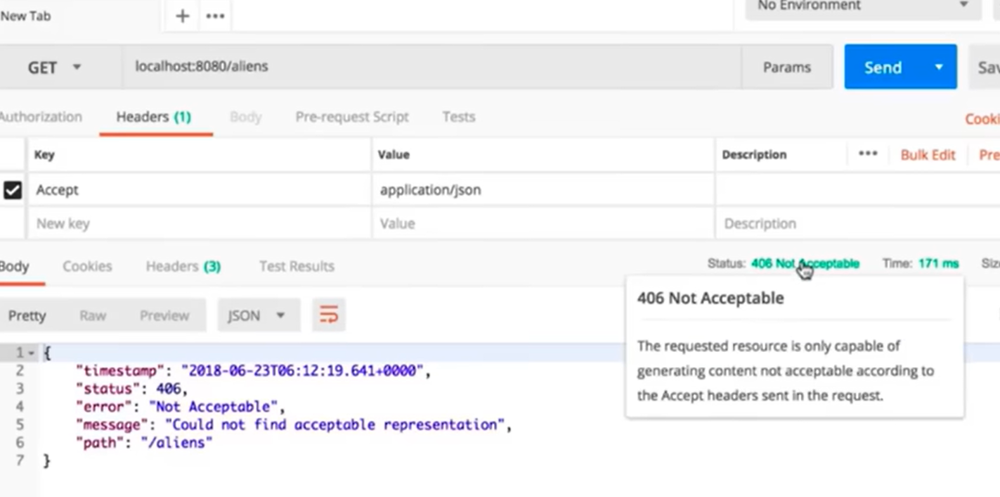 New Tab
No Environment
GET
localhost:8080/aliens
Params
Send
Sav
Authorization
Headers (1)
Body
Pre-request Script
Tests
Cooki
Key
Value
Description
Bulk Edit
Pre
Accept
application/json
New key
Value
Description
Body
Cookies
Headers (3)
Test Results
Status: 406 Not Acceptable
Time: 171 ms
Siz
Pretty
Raw
Preview
JSON
406 Not Acceptable
The requested resource is only capable of
generating content not acceptable according to
the Accept headers sent in the request.
1 {
2 "timestamp": "2018-06-23T06:12:19.641+0000",
3 "status": 406,
4 "error": "Not Acceptable",
5 "message": "Could not find acceptable representation",
6 "path": "/aliens"
7 }